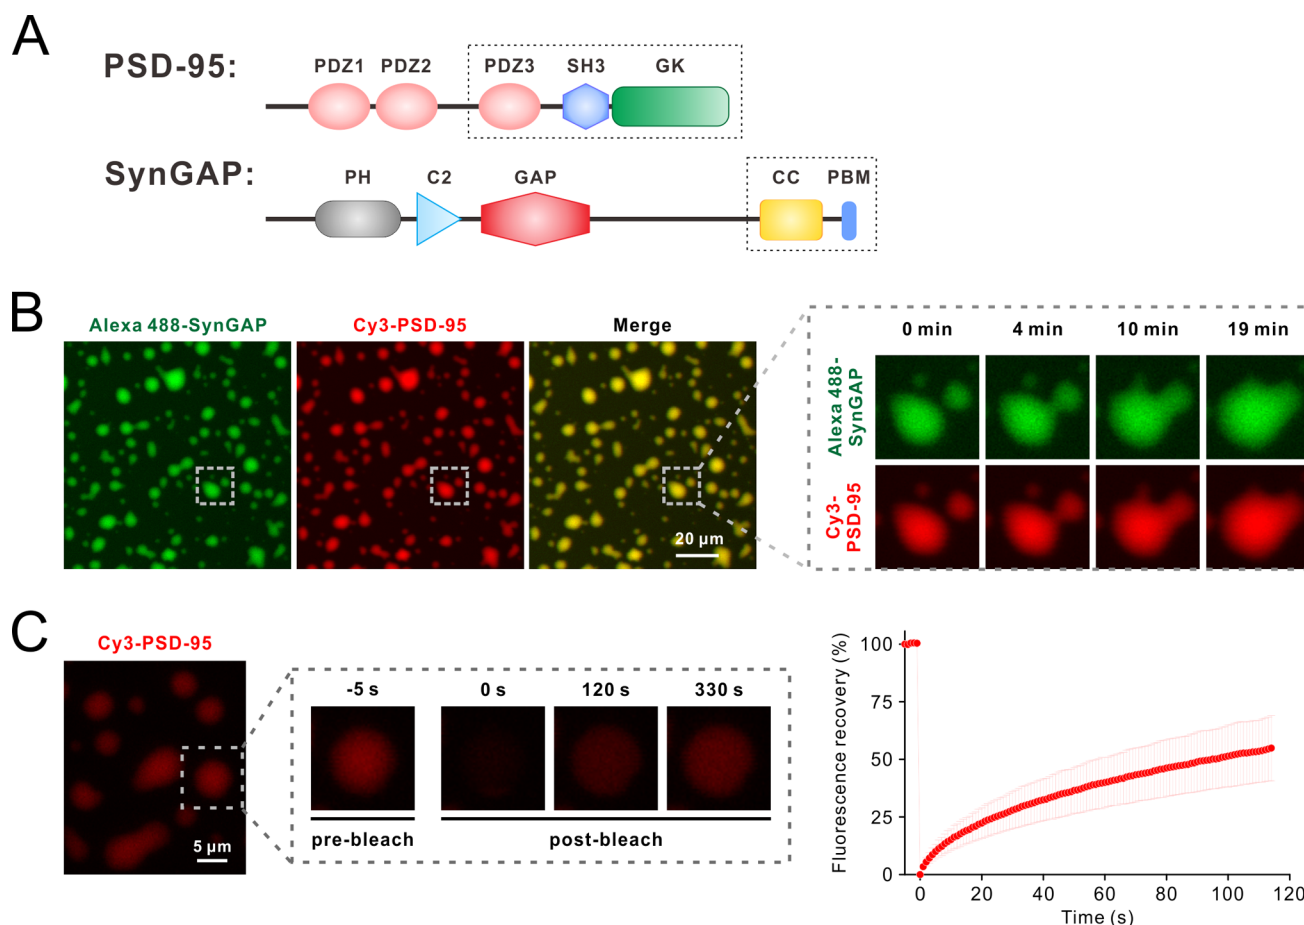 A
PSD-95:
PDZ1 PDZ2 PDZ3 SH3 GK
SynGAP:
PH C2 GAP CC PBM
B
Alexa 488-SynGAP Cy3-PSD-95 Merge
20 µm
0 min 4 min 10 min 19 min
Alexa 488-
SynGAP
Cy3-
PSD-95
C
Cy3-PSD-95
5 µm
-5 s 0 s 120 s 330 s
pre-bleach post-bleach
Fluorescence recovery (%)
100
75
50
25
0
0 20 40 60 80 100 120
Time (s)